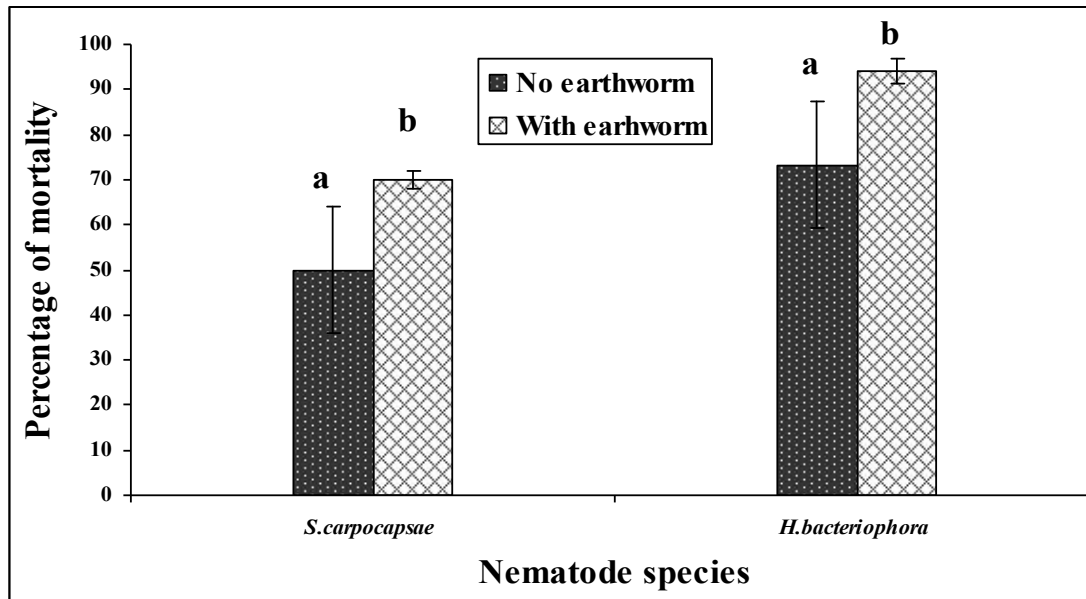 Percentage of mortality
100
90
80
70
60
50
40
30
20
10
0
No earthworm
With earhworm
a
b
a
b
S.carpocapsae
H.bacteriophora
Nematode species